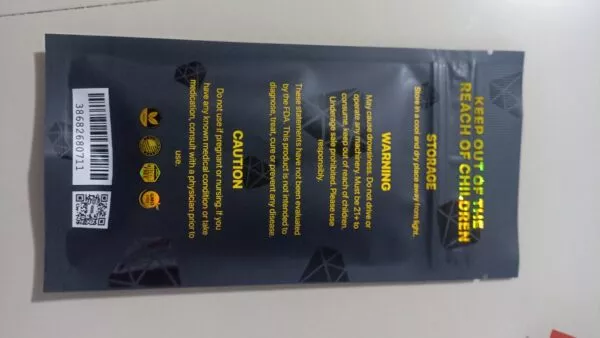 KEEP OUT OF THE
REACH OF CHILDREN
STORAGE
Store in a cool and dry place away from light.
WARNING
May cause drowsiness. Do not drive or
operate any machinery. Must be 21+ to
consume, keep out of reach of children.
Underage sale prohibited. Please use
responsibly.
These statements have not been evaluated
by the FDA. This product is not intended to
diagnose, treat, cure or prevent any disease.
CAUTION
Do not use if pregnant or nursing. If you
have any known medical condition or take
medication, consult with a physician prior to
use.
38682680711